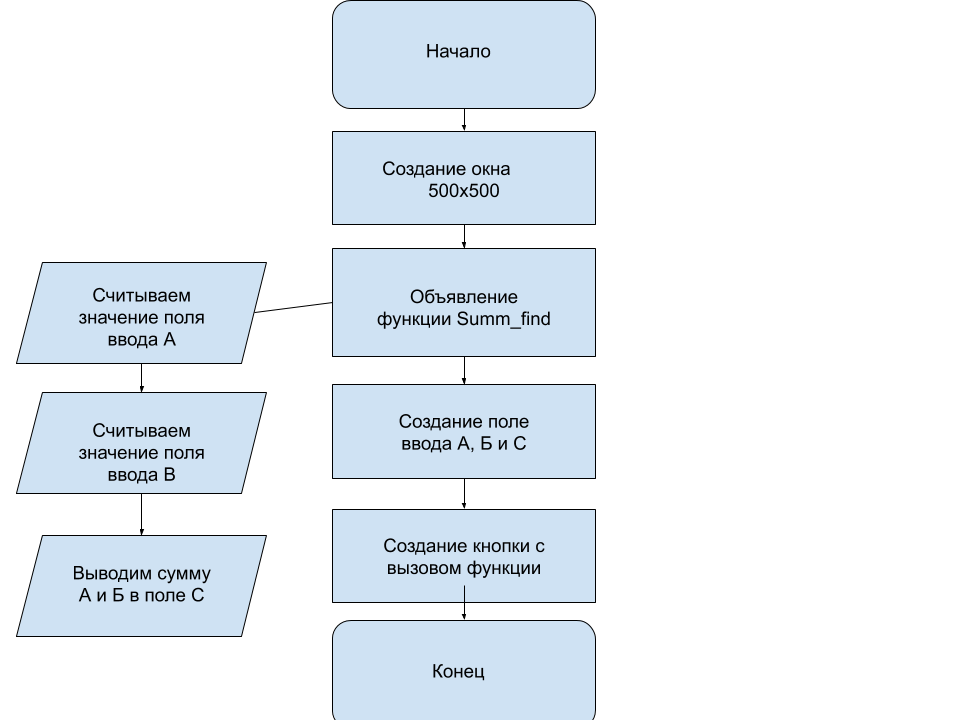 Начало
Создание окна
500x500
Объявление
функции Summ_find
Считываем
значение поля
ввода А
Считываем
значение поля
ввода В
Выводим сумму
А и Б в поле С
Создание поле
ввода А, Б и С
Создание кнопки с
вызовом функции
Конец